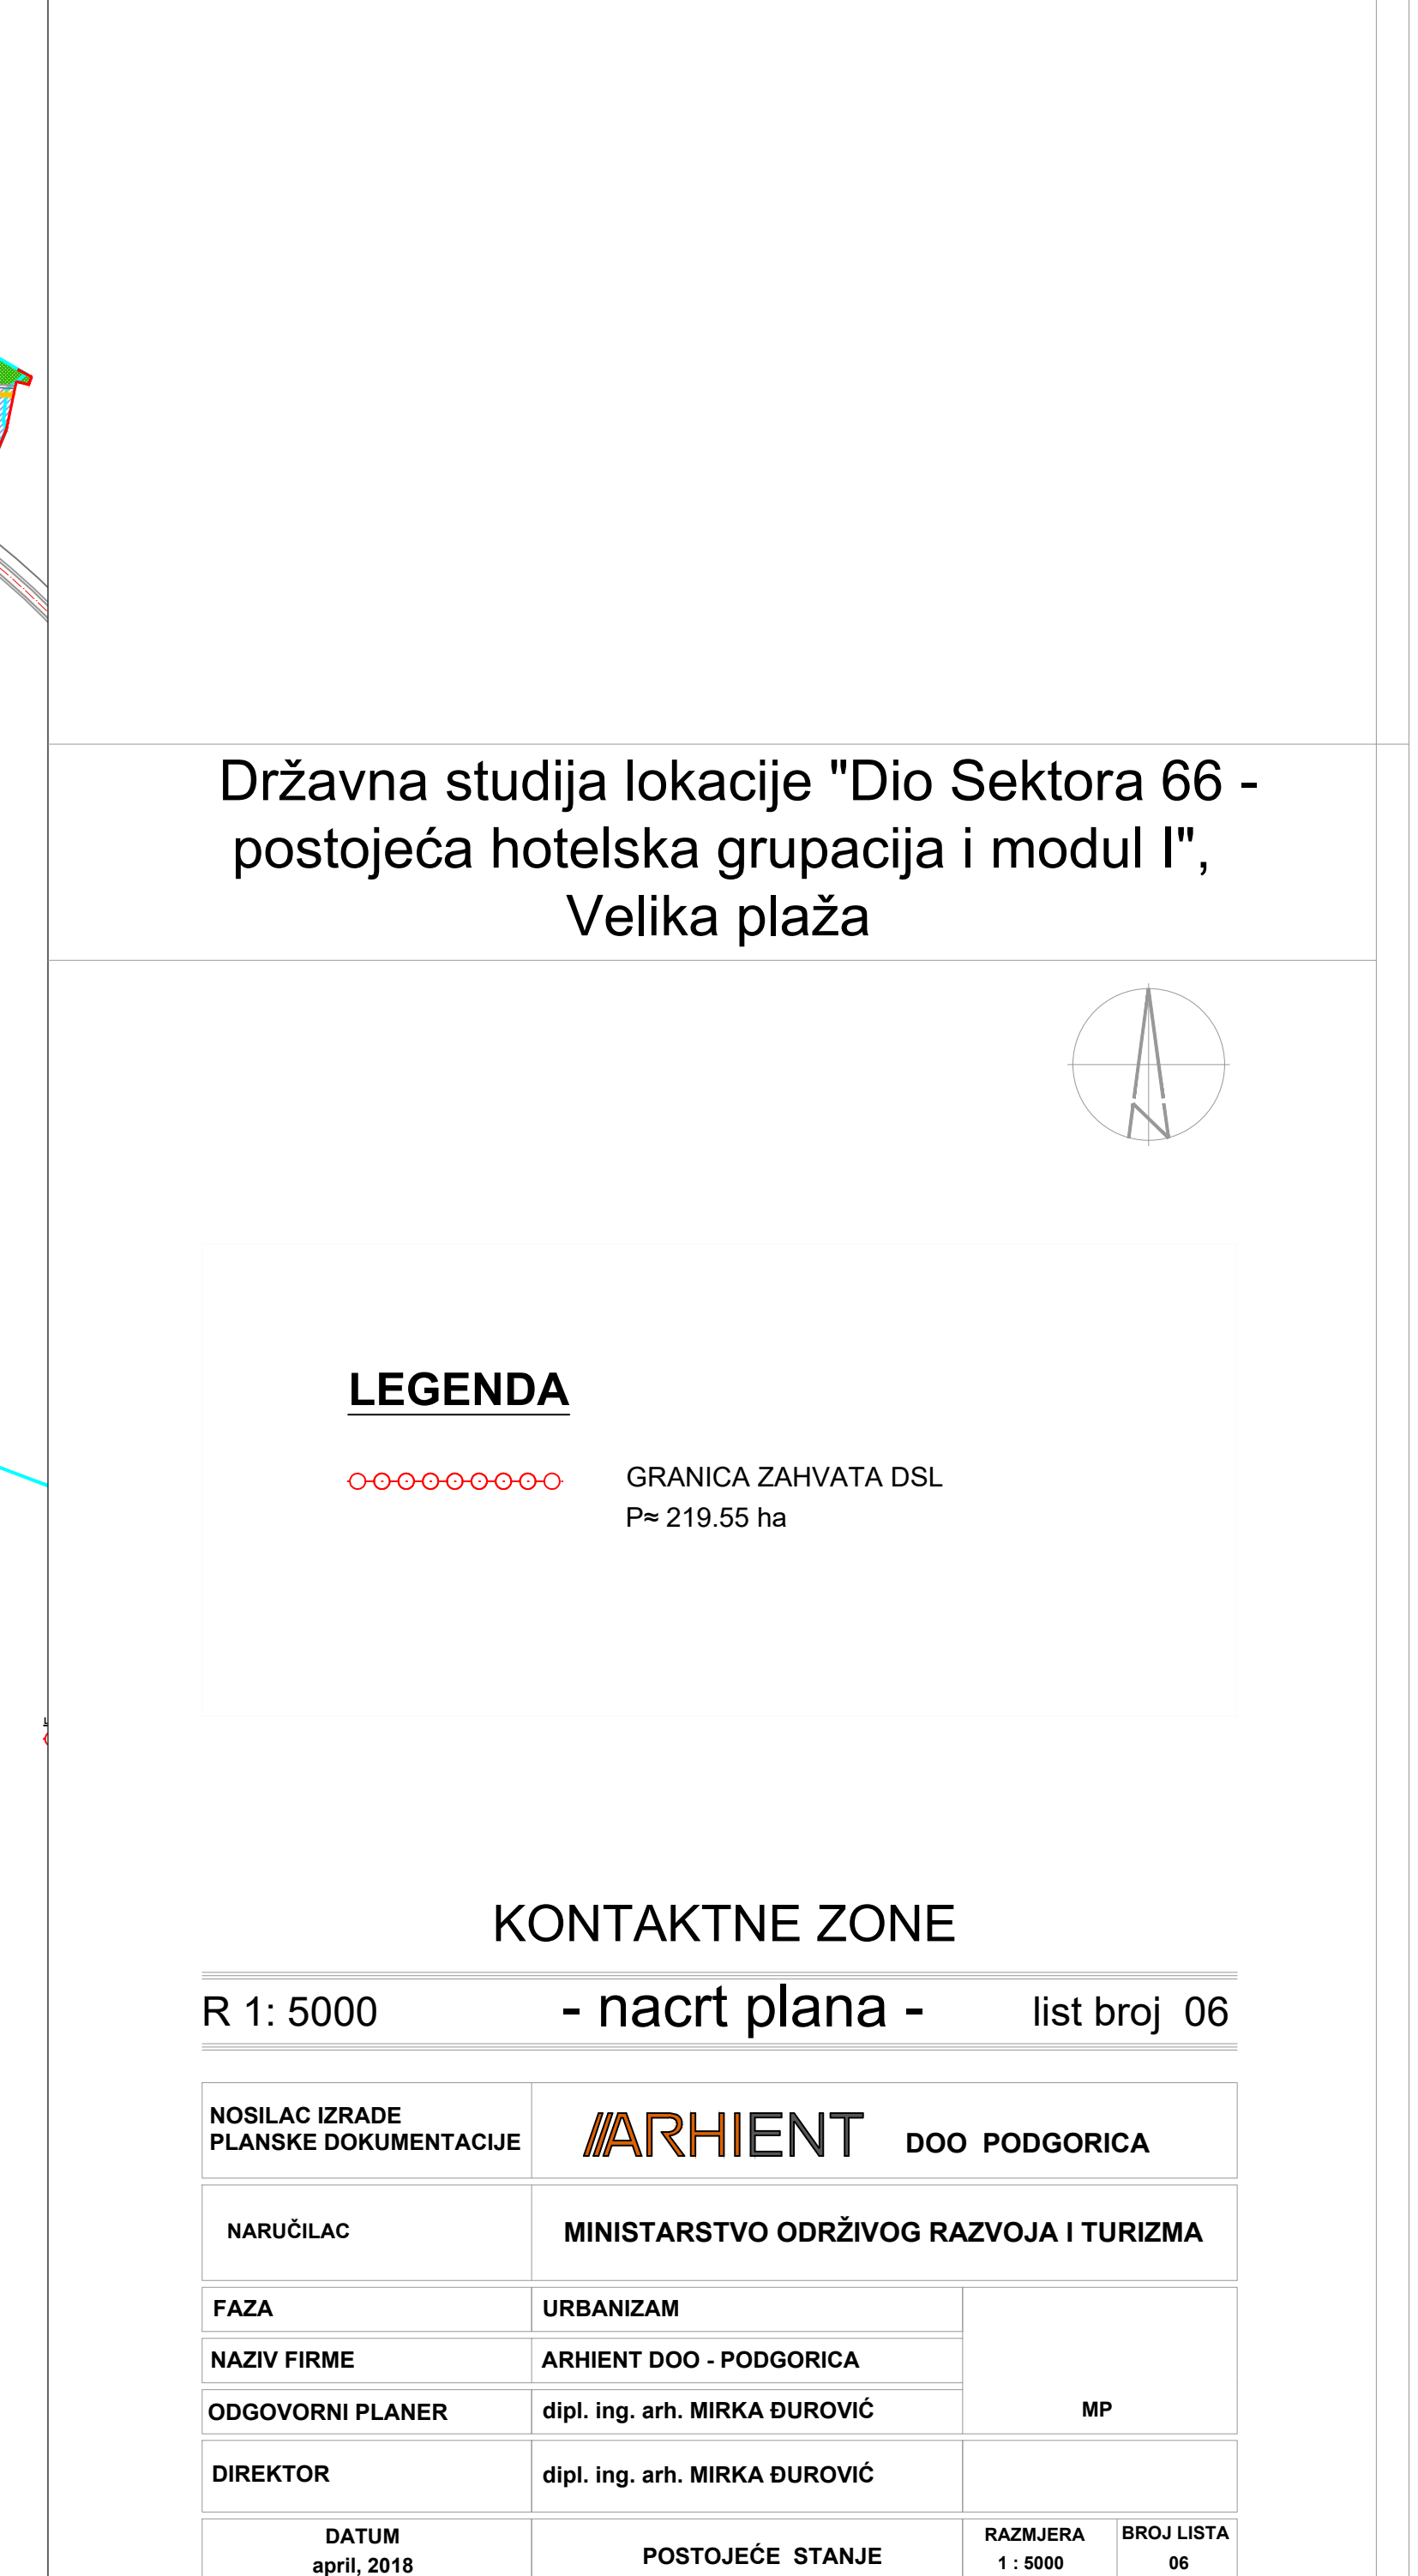 Državna studija lokacije "Dio Sektora 66 -
postojeća hotelska grupacija i modul I",
Velika plaža
N
LEGENDA
GRANICA ZAHVATA DSL
P≈ 219.55 ha
KONTAKTNE ZONE
R 1: 5000 - nacrt plana - list broj 06
NOSILAC IZRADE
PLANSKE DOKUMENTACIJE
ARHIENT DOO PODGORICA
NARUČILAC MINISTARSTVO ODRŽIVOG RAZVOJA I TURIZMA
FAZA URBANIZAM
NAZIV FIRME ARHIENT DOO - PODGORICA
ODGOVORNI PLANER dipl. ing. arh. MIRKA ĐUROVIĆ MP
DIREKTOR dipl. ing. arh. MIRKA ĐUROVIĆ
DATUM
april, 2018
POSTOJEĆE STANJE
RAZMJERA
1 : 5000
BROJ LISTA
06